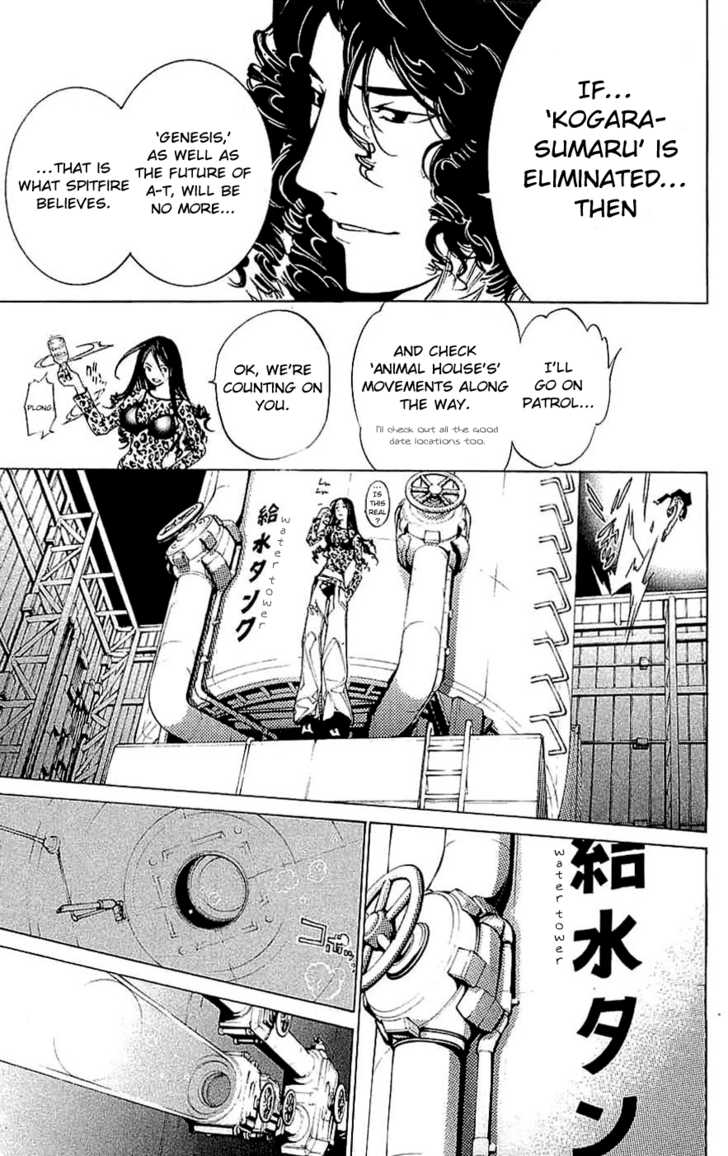 IF...
‘KOGARA-
SUMARU’ IS
ELIMINATED...
THEN
‘GENESIS,’
AS WELL AS
THE FUTURE OF
A-T, WILL BE
NO MORE...
...THAT IS
WHAT SPITFIRE
BELIEVES.
I’LL
GO ON
PATROL...
AND CHECK
‘ANIMAL HOUSE’S’
MOVEMENTS ALONG
THE WAY.
I'll check out all the good
date locations too.
OK, WE’RE
COUNTING ON
YOU.
PLONG
...
IS
THIS
REAL
?
給水タンク
water tower
給水タン
water tower